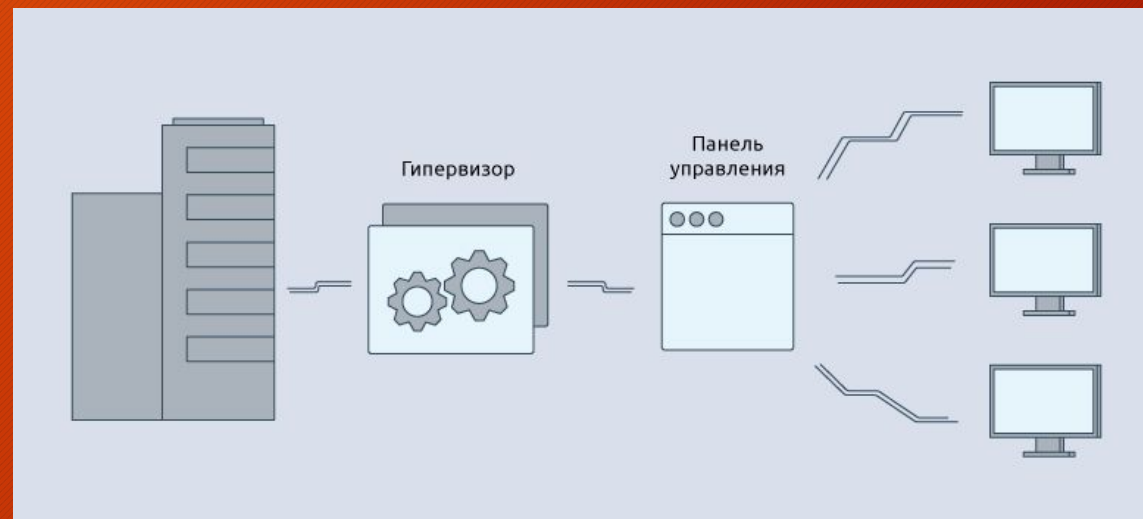 Гипервизор
Панель
управления